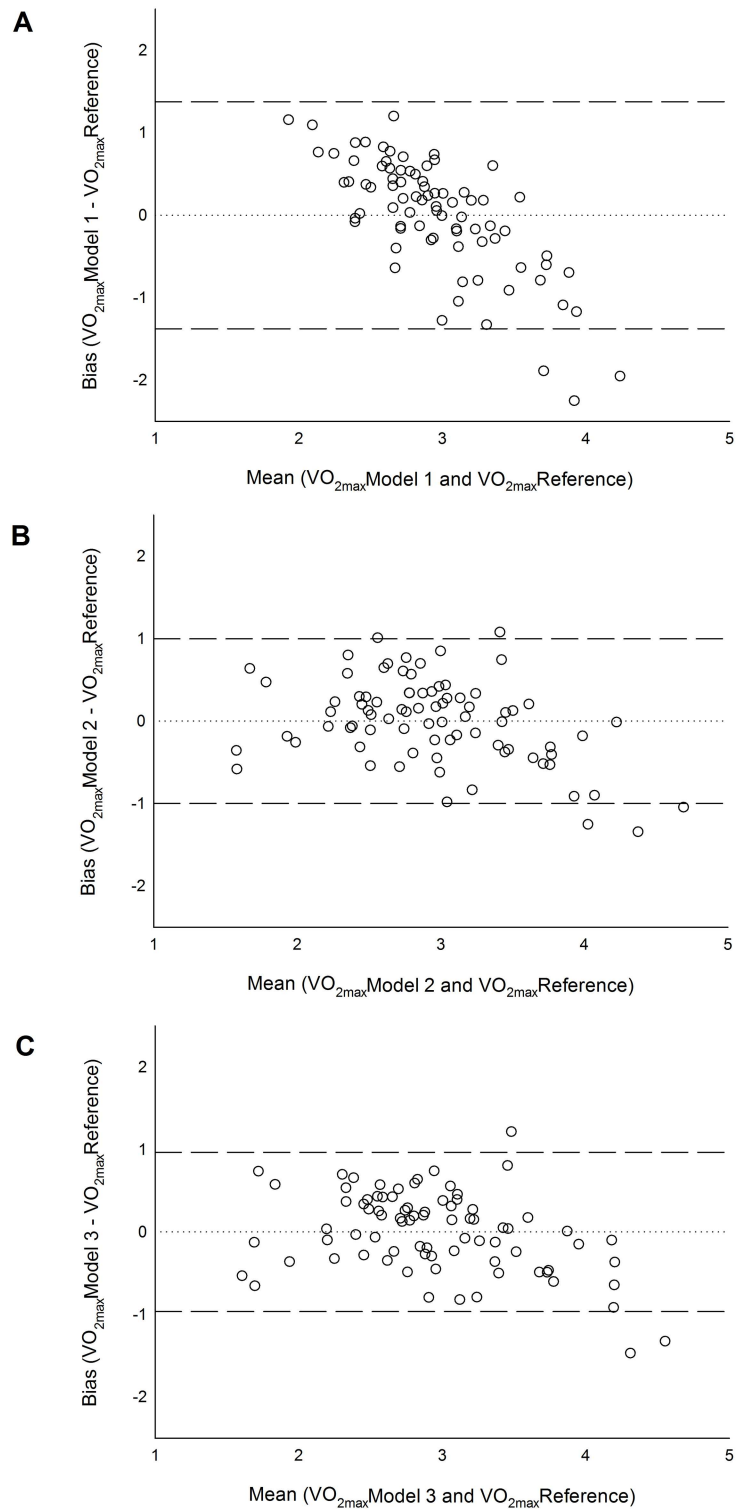 A
Bias (VO2maxModel 1 - VO2maxReference)
2
1
0
-1
-2
1 2 3 4 5
Mean (VO2maxModel 1 and VO2maxReference)
B
Bias (VO2maxModel 2 - VO2maxReference)
2
1
0
-1
-2
1 2 3 4 5
Mean (VO2maxModel 2 and VO2maxReference)
C
Bias (VO2maxModel 3 - VO2maxReference)
2
1
0
-1
-2
1 2 3 4 5
Mean (VO2maxModel 3 and VO2maxReference)